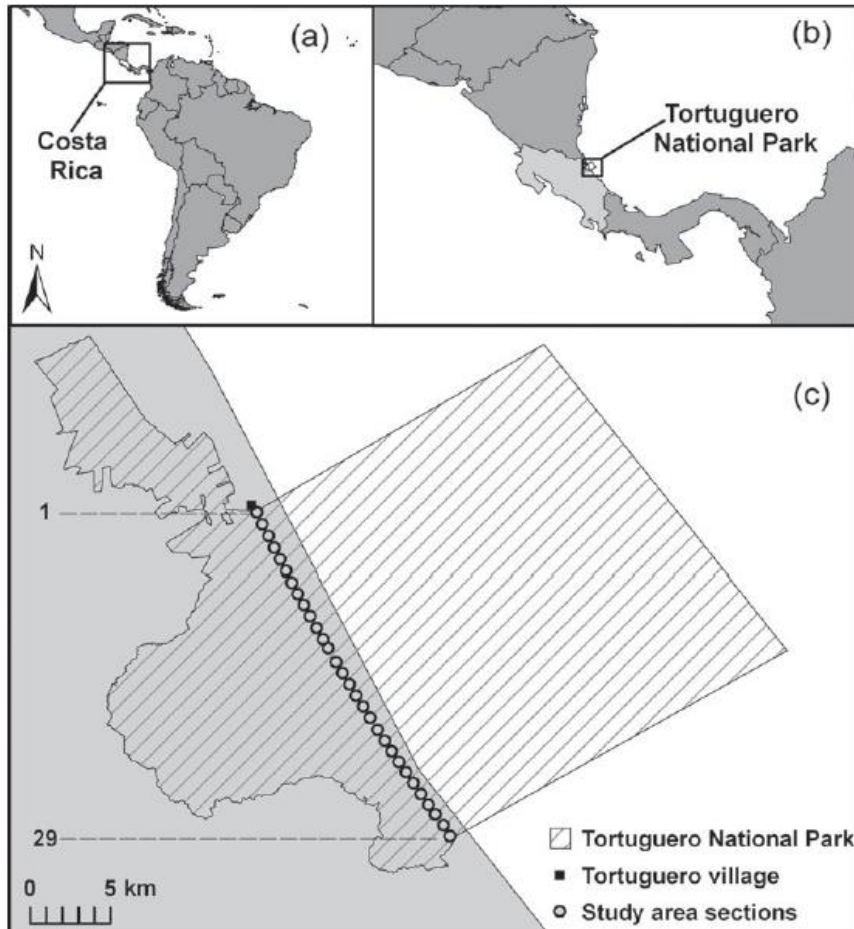 (a)
Costa
Rica
N
(b)
Tortuguero
National Park
(c)
1
29
0 5 km
Tortuguero National Park
Tortuguero village
Study area sections